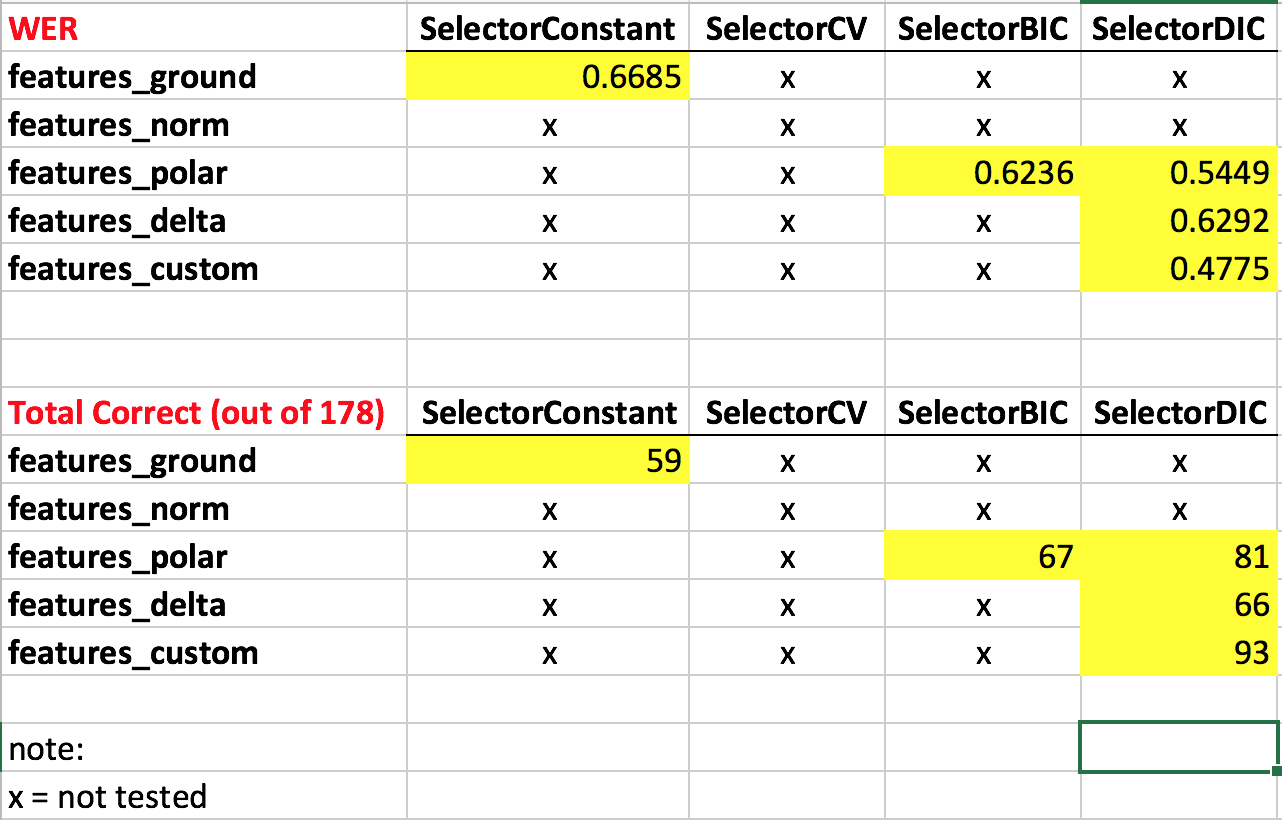 WER SelectorConstant SelectorCV SelectorBIC SelectorDIC
features_ground 0.6685 x x x
features_norm x x x x
features_polar x x 0.6236 0.5449
features_delta x x x 0.6292
features_custom x x x 0.4775
Total Correct (out of 178) SelectorConstant SelectorCV SelectorBIC SelectorDIC
features_ground 59 x x x
features_norm x x x x
features_polar x x 67 81
features_delta x x x 66
features_custom x x x 93
note:
x = not tested